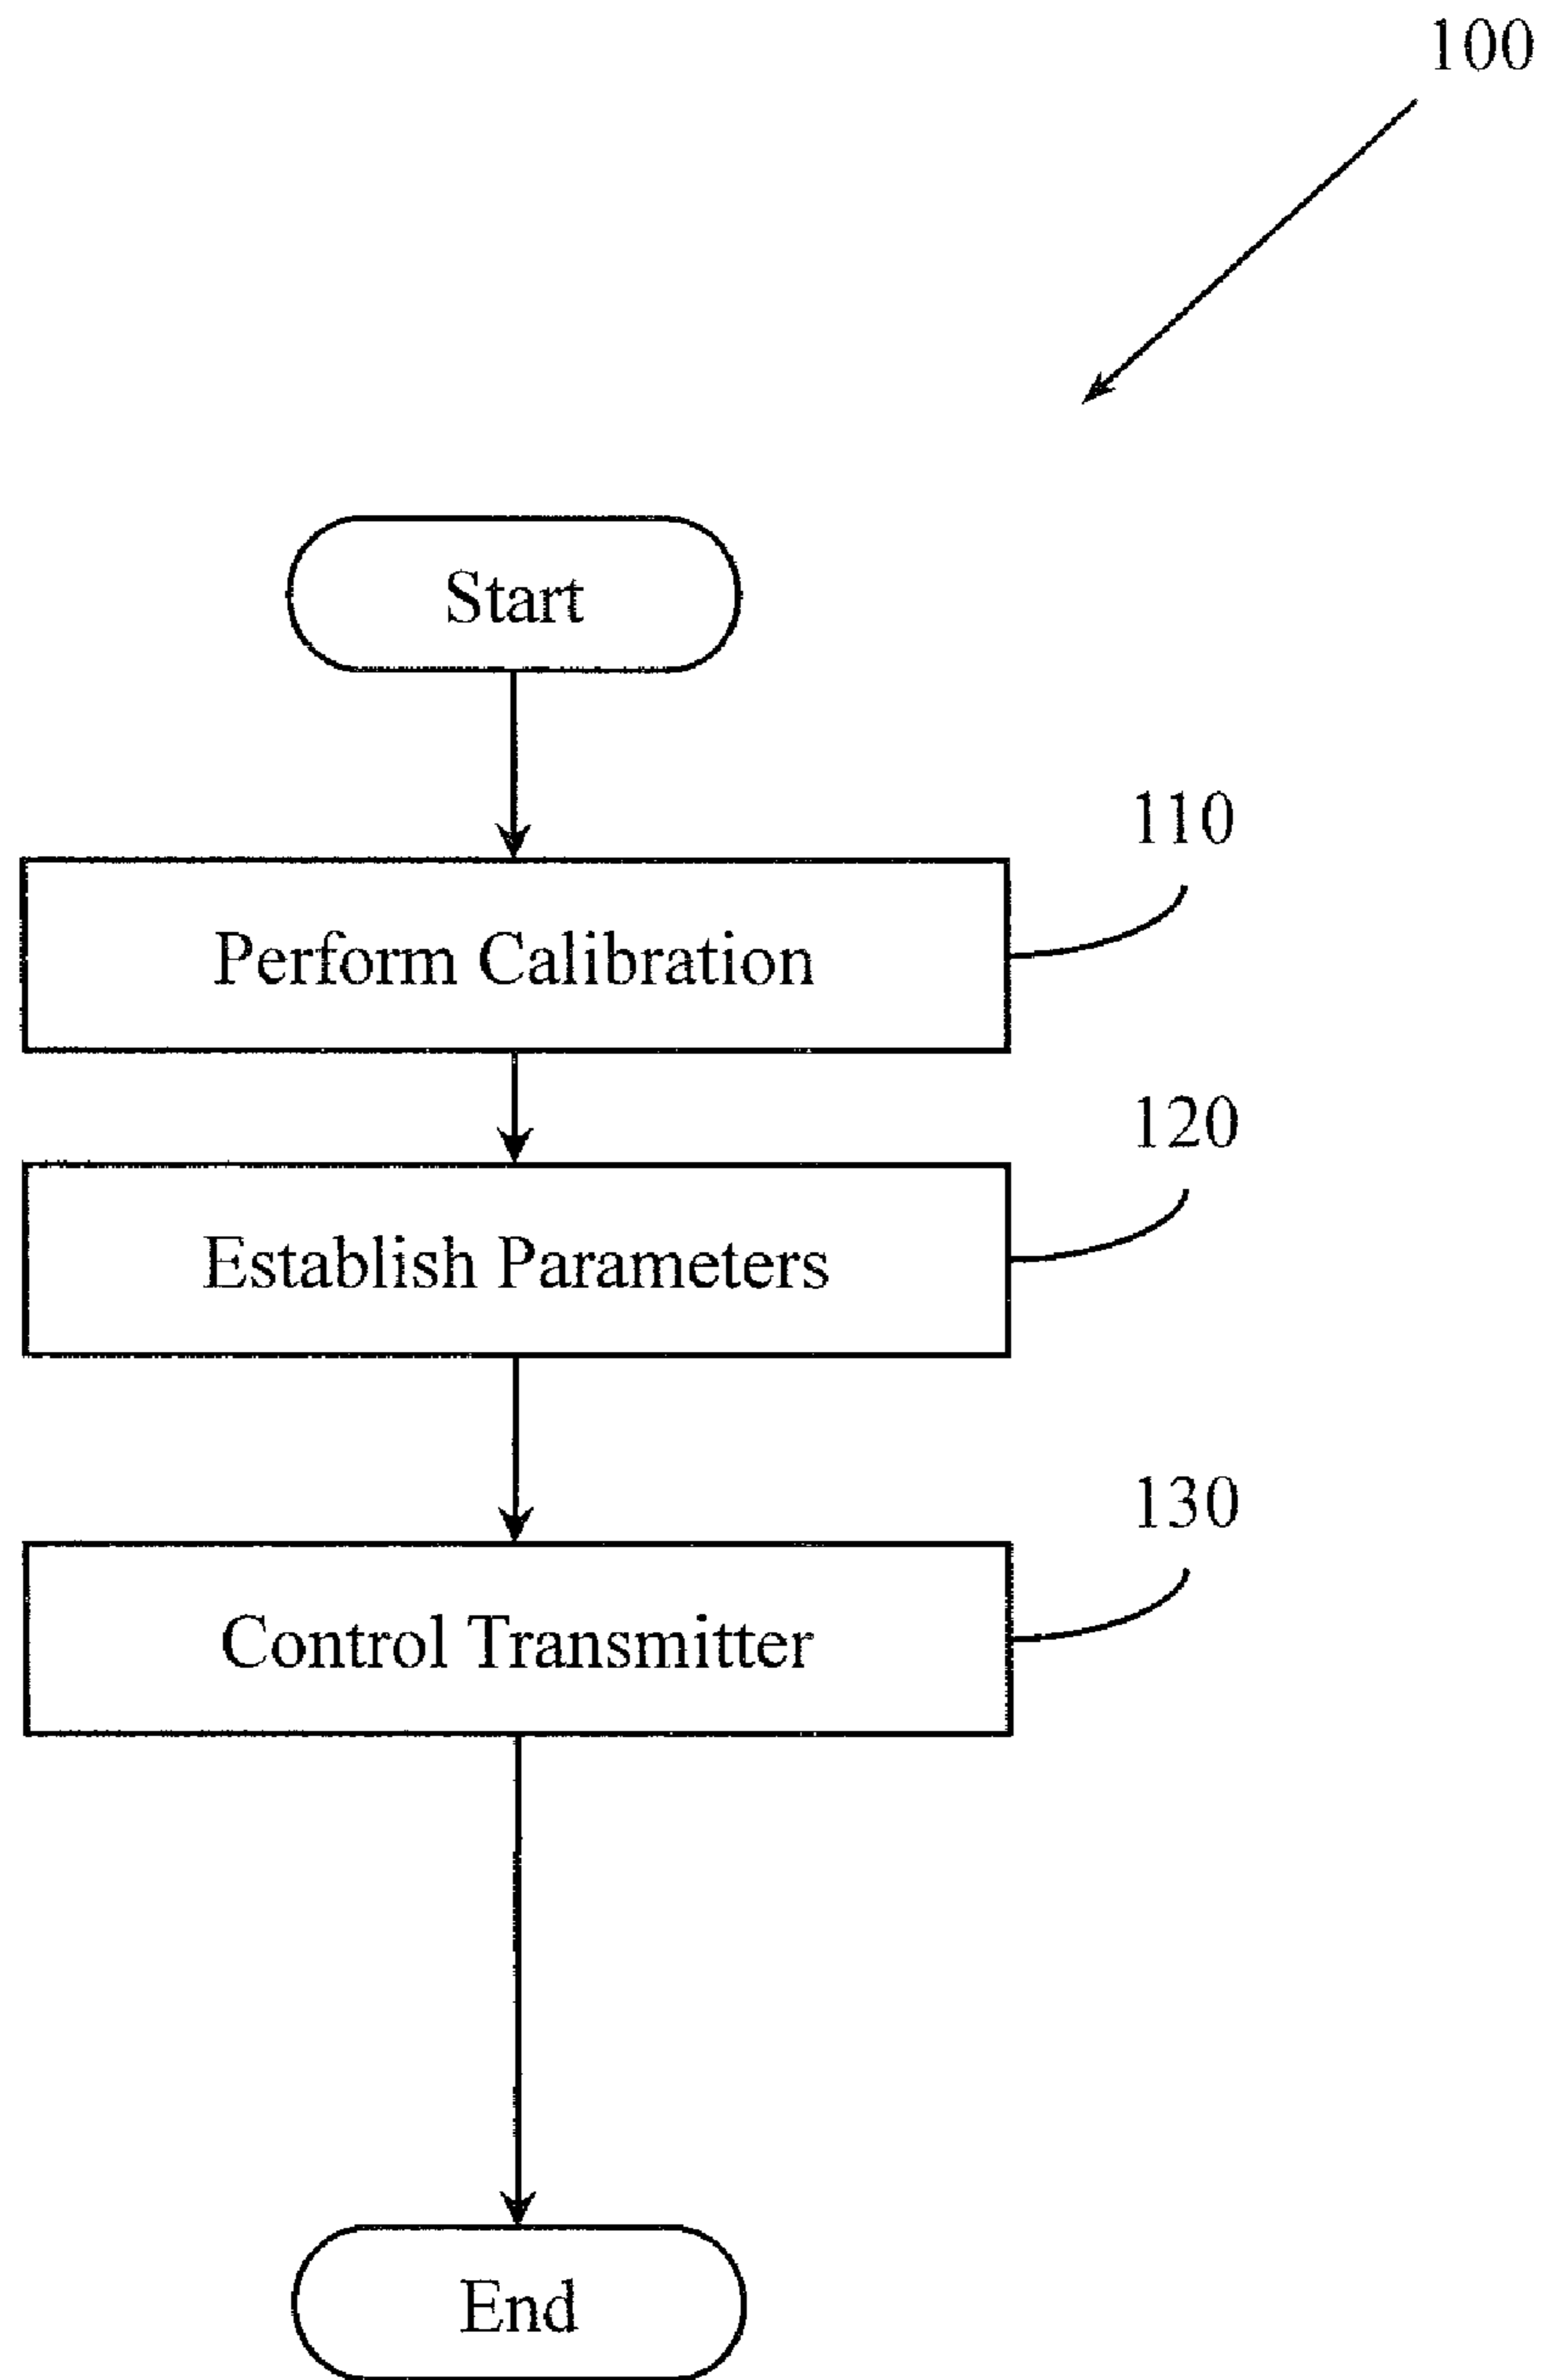 100
Start
110
Perform Calibration
120
Establish Parameters
130
Control Transmitter
End